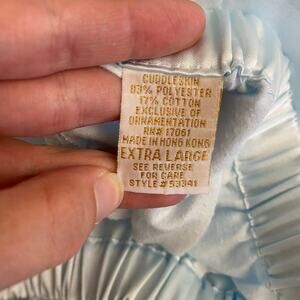 CUDDLESKIN
83% POLYESTER
17% COTTON
EXCLUSIVE OF
ORNAMENTATION
RN# 17061
MADE IN HONG KONG
EXTRA LARGE
SEE REVERSE
FOR CARE
STYLE# 53341